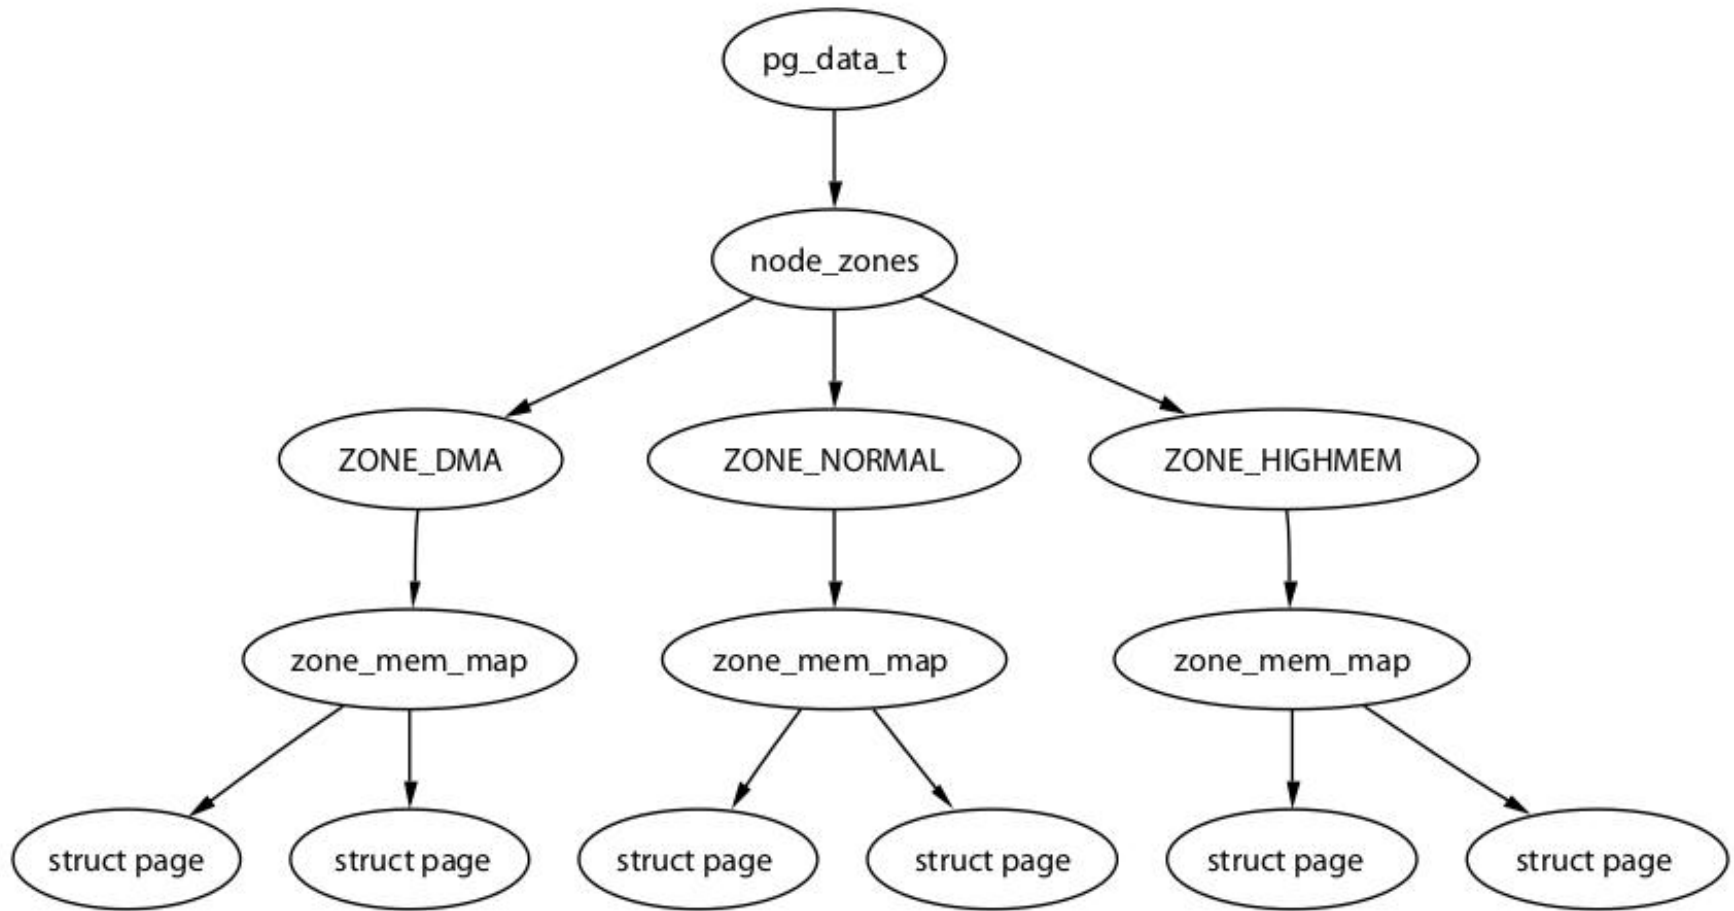 pg_data_t
node_zones
ZONE_DMA
ZONE_NORMAL
ZONE_HIGHMEM
zone_mem_map
zone_mem_map
zone_mem_map
struct page
struct page
struct page
struct page
struct page
struct page